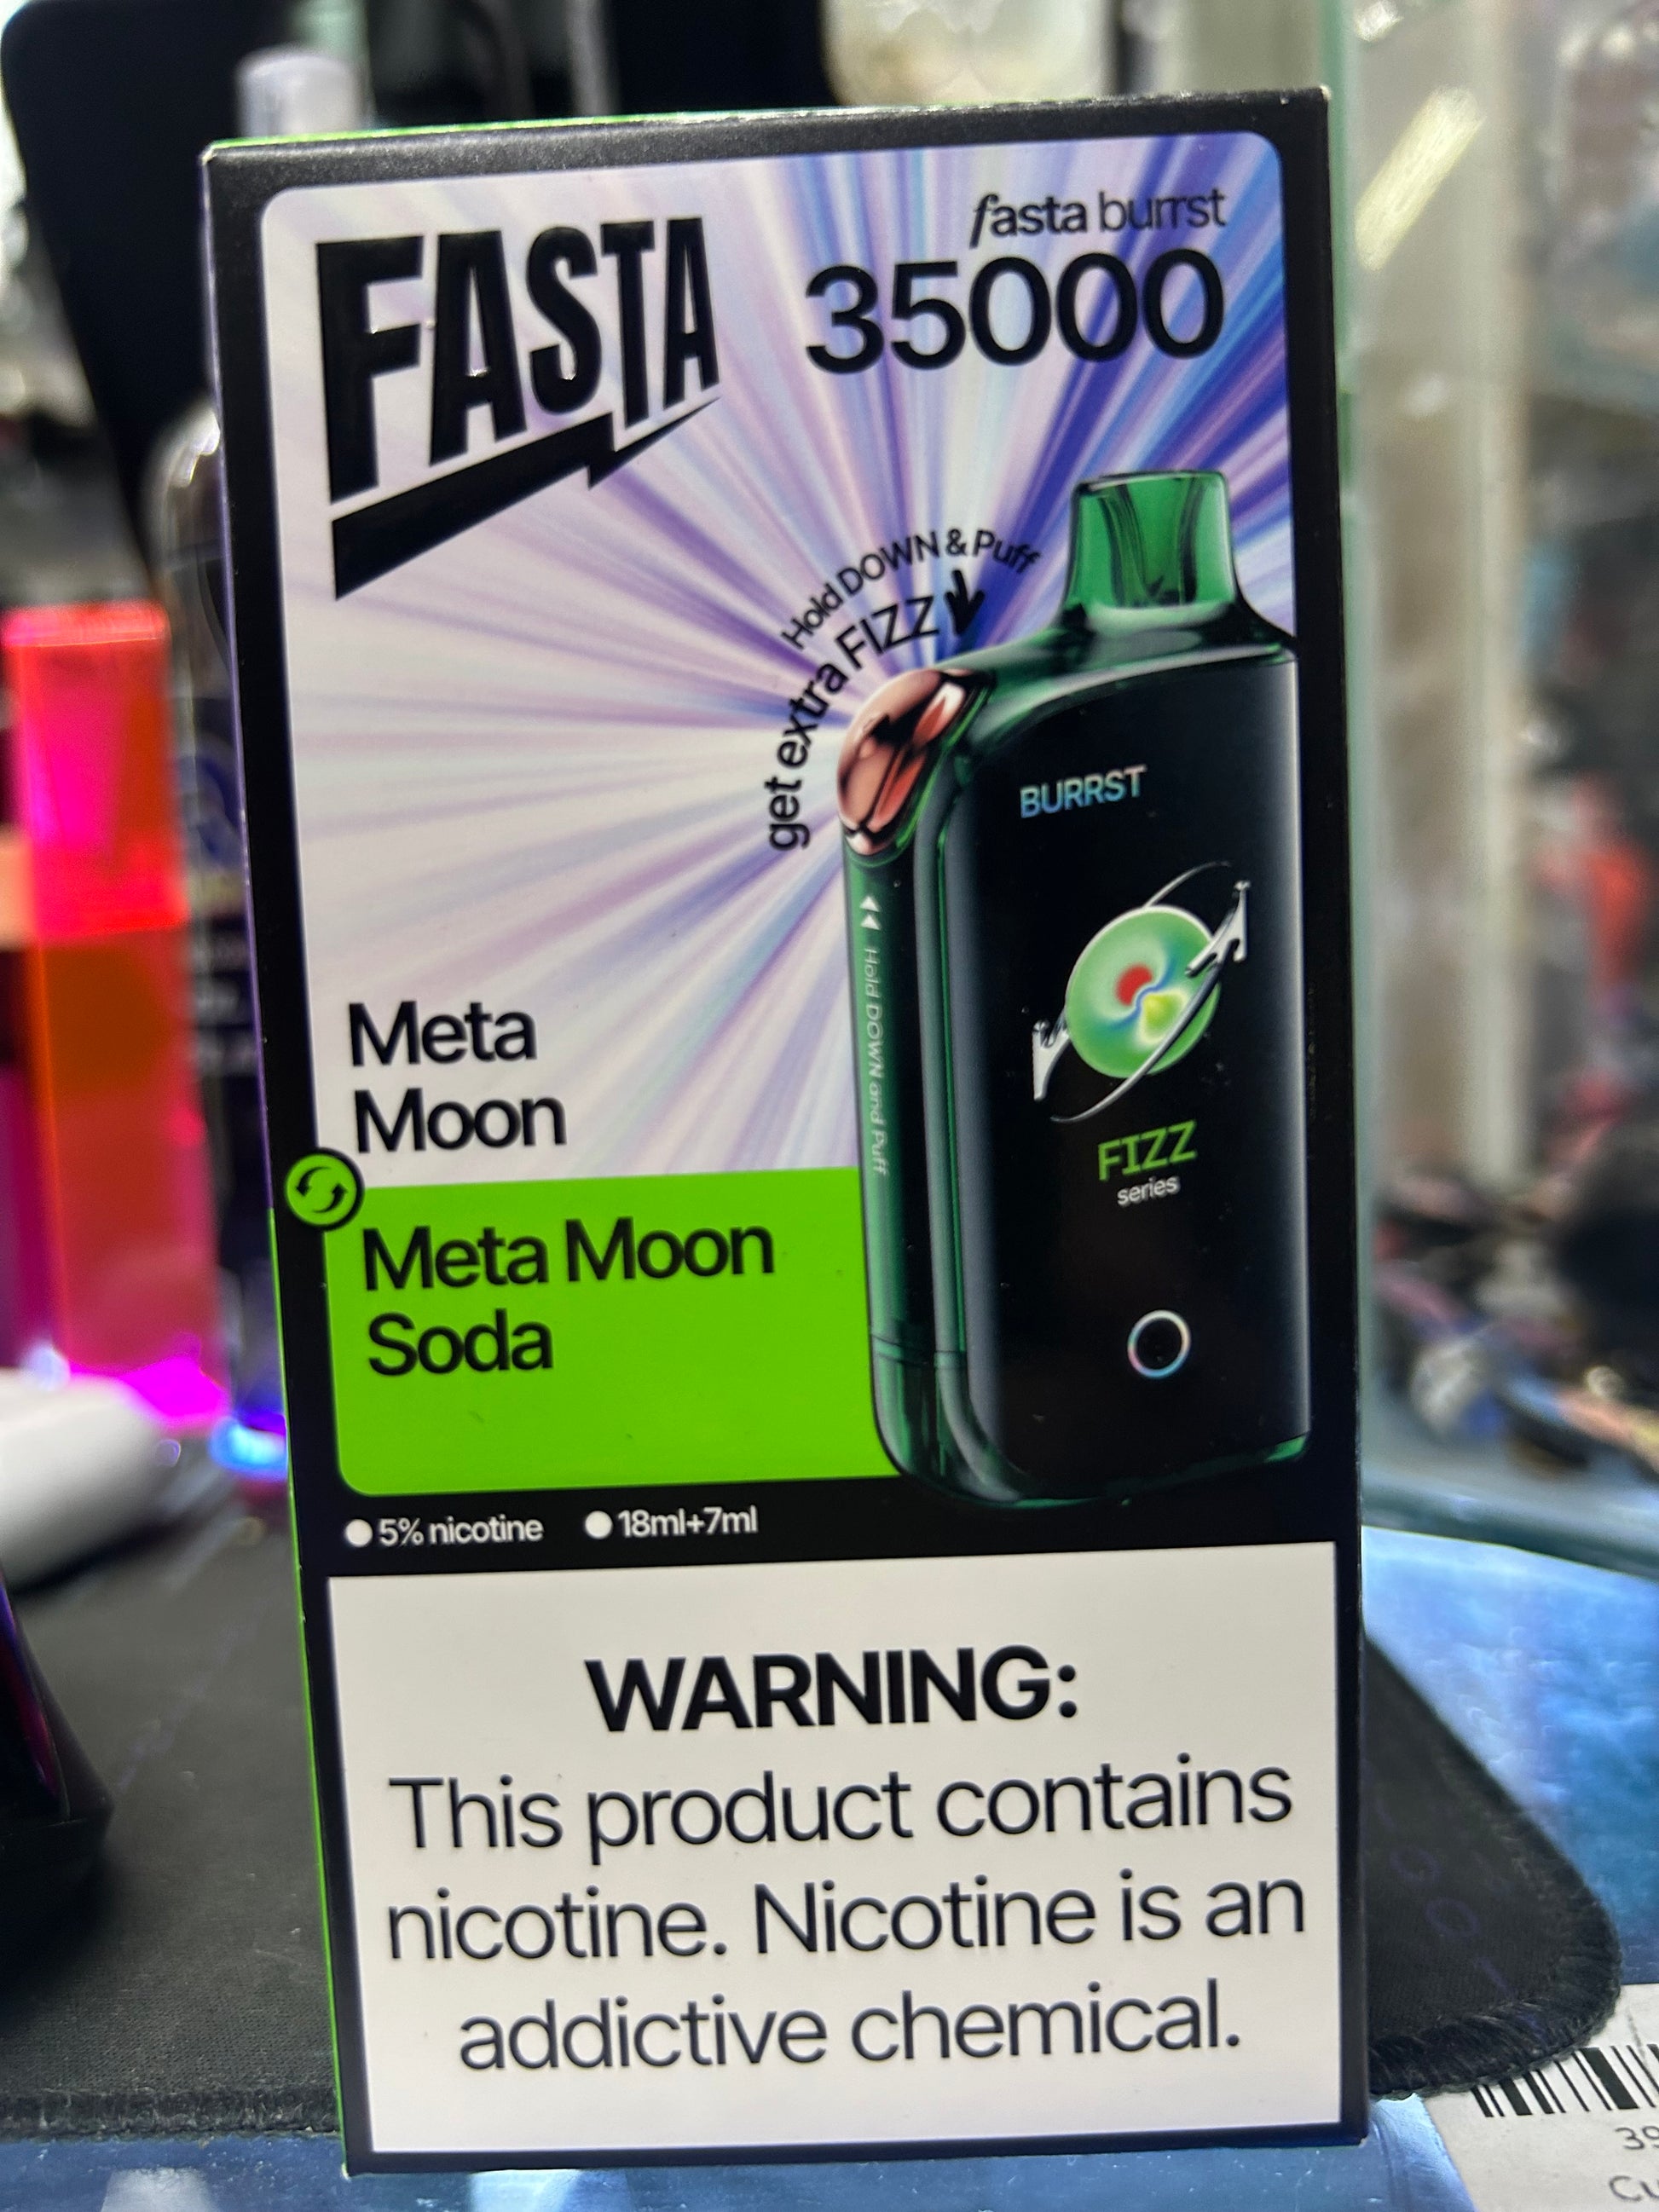 FASTA
fasta burrst
35000
Hold DOWN & Puff
get extra FIZZ
BURRST
Hold DOWN and Puff
FIZZ
series
Meta
Moon
Meta Moon
Soda
5% nicotine
18ml+7ml
WARNING:
This product contains
nicotine. Nicotine is an
addictive chemical.